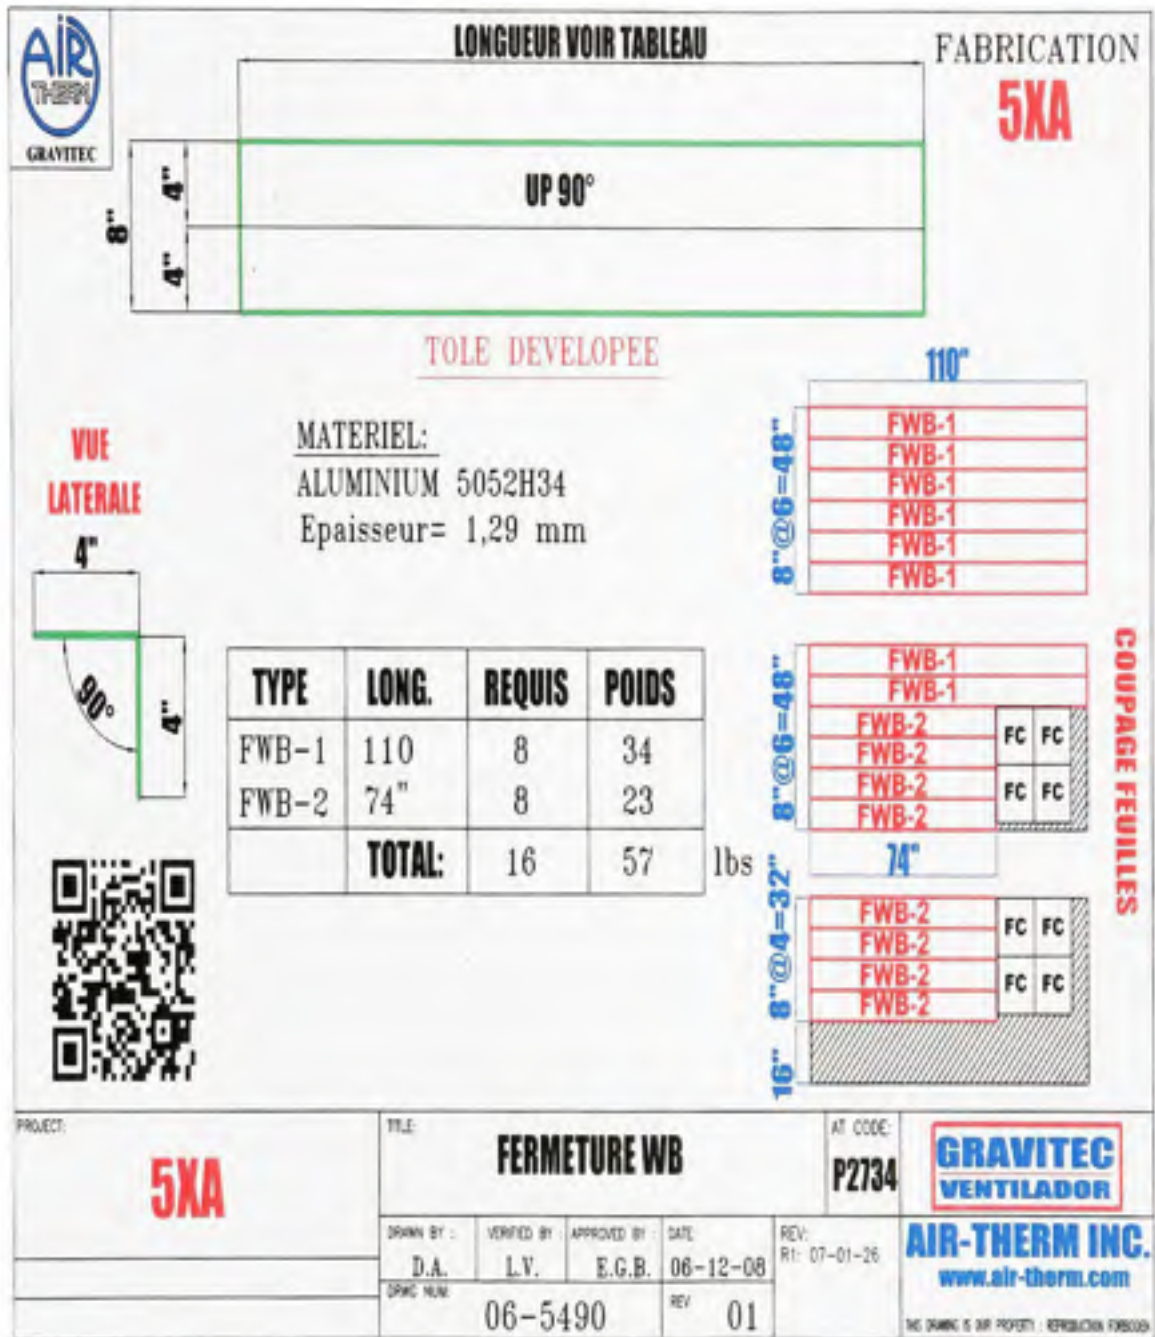 AIR
THERM
GRAVITEC
LONGUEUR VOIR TABLEAU
FABRICATION
5XA
8"
4"
4"
UP 90°
TOLE DEVELOPEE
VUE
LATERALE
4"
90°
4"
MATERIEL:
ALUMINIUM 5052H34
Epaisseur= 1,29 mm
110"
8"@6=48"
FWB-1
FWB-1
FWB-1
FWB-1
FWB-1
FWB-1
TYPE LONG. REQUIS POIDS
FWB-1 110 8 34
FWB-2 74" 8 23
TOTAL: 16 57 lbs
8"@6=48"
FWB-1
FWB-1
FWB-2
FWB-2
FWB-2
FWB-2
FC FC
FC FC
74"
COUPAGE FEUILLES
8"@4=32"
FWB-2
FWB-2
FWB-2
FWB-2
FC FC
FC FC
16"
PROJECT:
5XA
TITLE:
FERMETURE WB
AT CODE:
P2734
GRAVITEC
VENTILADOR
DRAWN BY : VERIFIED BY : APPROVED BY : DATE
D.A. L.V. E.G.B. 06-12-08
REV:
R1: 07-01-26
DRWG NUM:
06-5490
REV
01
AIR-THERM INC.
www.air-therm.com
THIS DRAWING IS OUR PROPERTY : REPRODUCTION FORBIDDEN